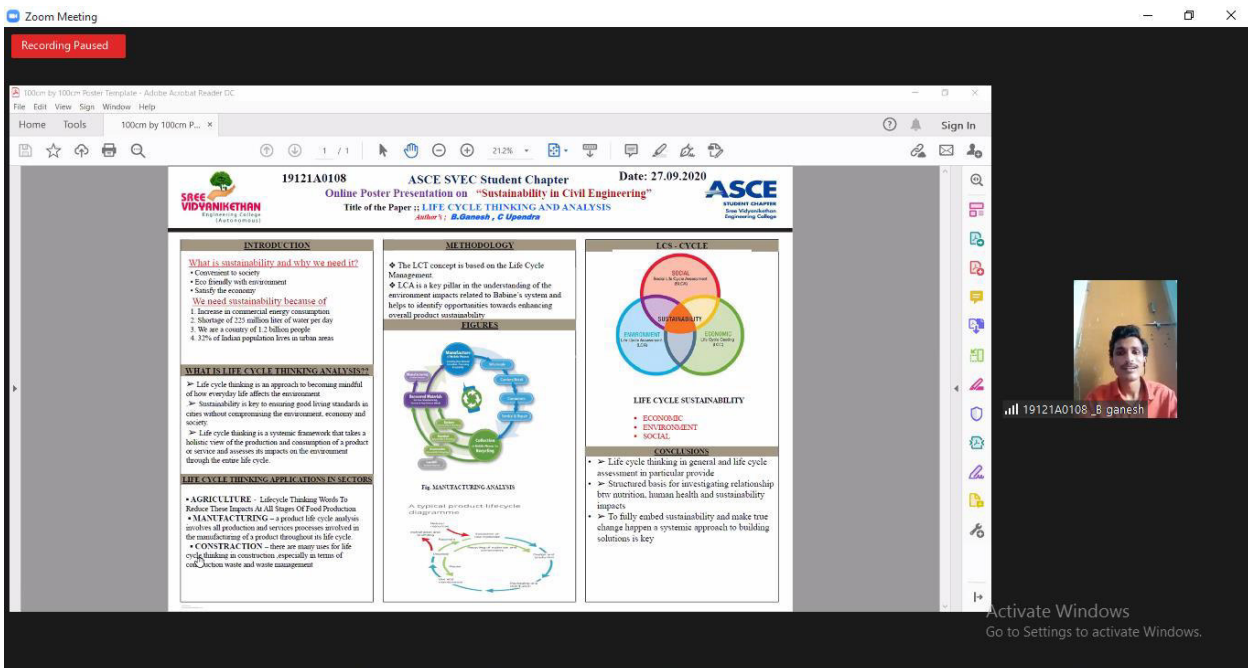 Zoom Meeting
Recording Paused
100cm by 100cm Poster Template - Adobe Acrobat Reader DC
File Edit View Sign Window Help
Home Tools 100cm by 100cm P... ×
Sign In
1 / 1 21.2%
SREE
VIDYANIKETHAN
Engineering College
(Autonomous)
19121A0108 ASCE SVEC Student Chapter Date: 27.09.2020
Online Poster Presentation on "Sustainability in Civil Engineering"
Title of the Paper :: LIFE CYCLE THINKING AND ANALYSIS
Author's ; B.Ganesh , C Upendra
ASCE
STUDENT CHAPTER
Sree Vidyanikethan
Engineering College
INTRODUCTION
What is sustainability and why we need it?
• Convenient to society
• Eco friendly with environment
• Satisfy the economy
We need sustainability because of
1. Increase in commercial energy consumption
2. Shortage of 225 million liter of water per day
3. We are a country of 1.2 billion people
4. 32% of Indian population lives in urban areas
WHAT IS LIFE CYCLE THINKING ANALYSIS??
➢ Life cycle thinking is an approach to becoming mindful
of how everyday life affects the environment
➢ Sustainability is key to ensuring good living standards in
cities without compromising the environment, economy and
society.
➢ Life cycle thinking is a systemic framework that takes a
holistic view of the production and consumption of a product
or service and assesses its impacts on the environment
through the entire life cycle.
LIFE CYCLE THINKING APPLICATIONS IN SECTORS
• AGRICULTURE - Lifecycle Thinking Words To
Reduce These Impacts At All Stages Of Food Production
• MANUFACTURING – a product life cycle analysis
involves all production and services processes involved in
the manufacturing of a product throughout its life cycle.
• CONSTRACTION – there are many uses for life
cycle thinking in construction ,especially in terms of
construction waste and waste management
METHODOLOGY
❖ The LCT concept is based on the Life Cycle
Management.
❖ LCA is a key pillar in the understanding of the
environment impacts related to Babine's system and
helps to identify opportunities towards enhancing
overall product sustainability
FIGURES
Manufacture
Recovered Materials
Collection
Recycling
Fig. MANUFACTURING ANALYSIS
A typical product lifecycle
diagramme
LCS - CYCLE
SOCIAL
SUSTAINABILITY
ENVIRONMENT
ECONOMIC
LIFE CYCLE SUSTAINABILITY
• ECONOMIC
• ENVIRONMENT
• SOCIAL
CONCLUSIONS
• ➢ Life cycle thinking in general and life cycle
assessment in particular provide
• ➢ Structured basis for investigating relationship
btw nutrition, human health and sustainability
impacts
• ➢ To fully embed sustainability and make true
change happen a systemic approach to building
solutions is key
19121A0108 _B ganesh
Activate Windows
Go to Settings to activate Windows.